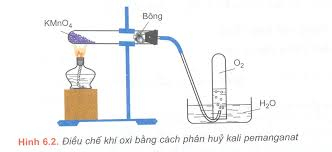 KMnO₄
Bông
O₂
H₂O
Hình 6.2. Điều chế khí oxi bằng cách phân huỷ kali pemanganat